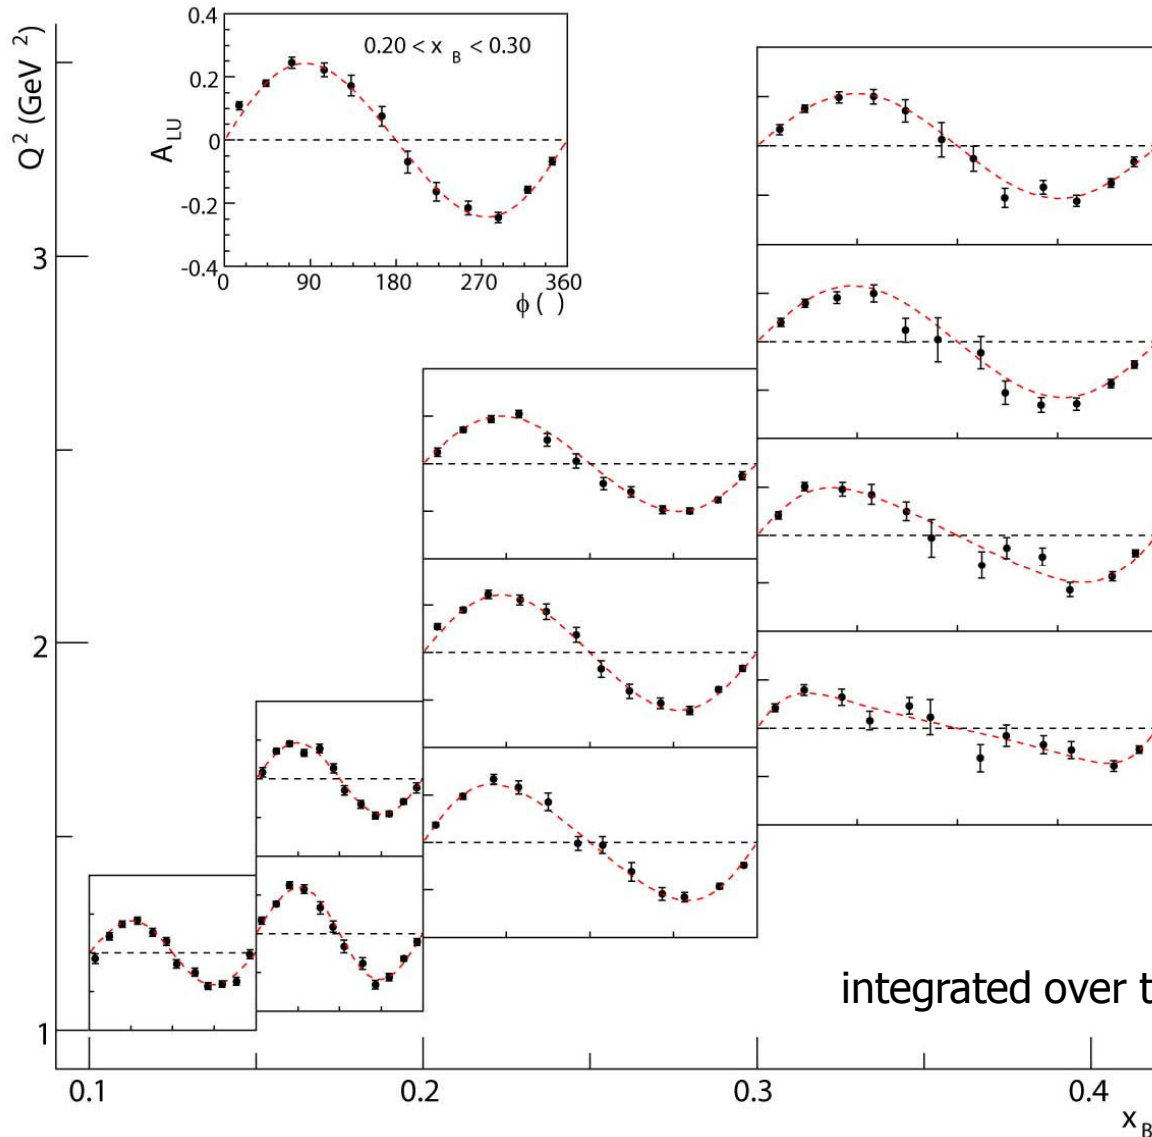 Q² (GeV ²)
3
2
1
A LU
0.4
0.2
0
-0.2
-0.4
0.20 < x B < 0.30
0 90 180 270 360
ϕ ( )
integrated over t
0.1 0.2 0.3 0.4
x B